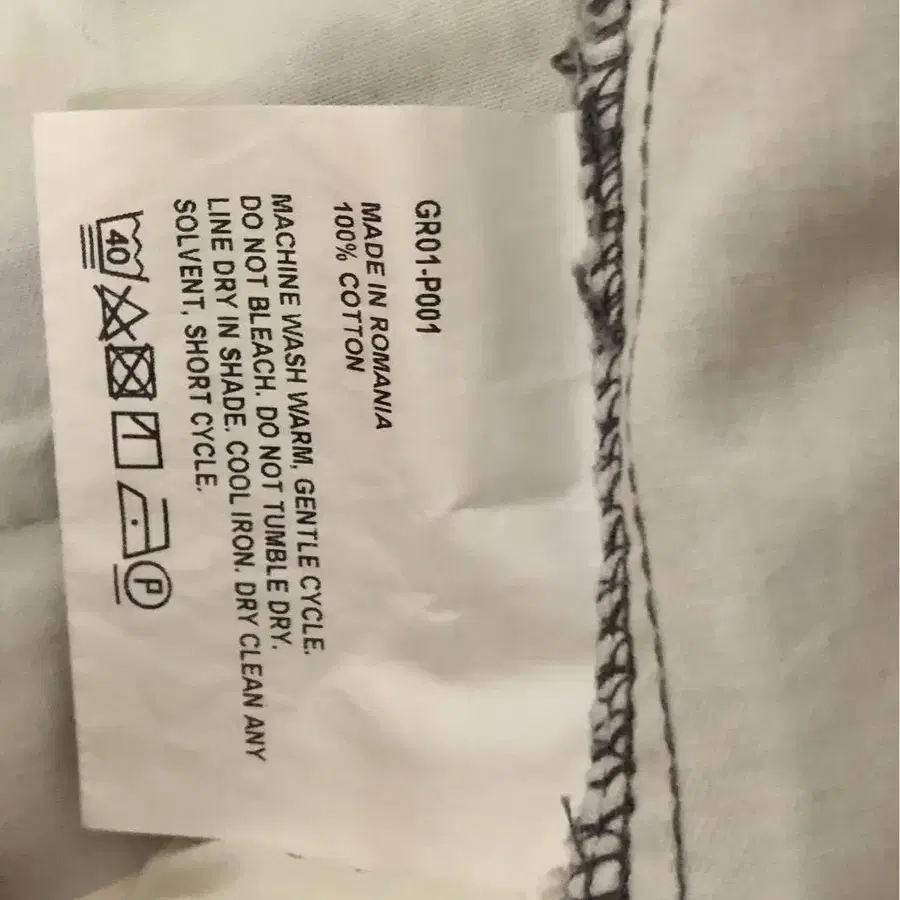 GR01-P001
MADE IN ROMANIA
100% COTTON
MACHINE WASH WARM, GENTLE CYCLE.
DO NOT BLEACH. DO NOT TUMBLE DRY.
LINE DRY IN SHADE. COOL IRON. DRY CLEAN ANY
SOLVENT, SHORT CYCLE.
40 P